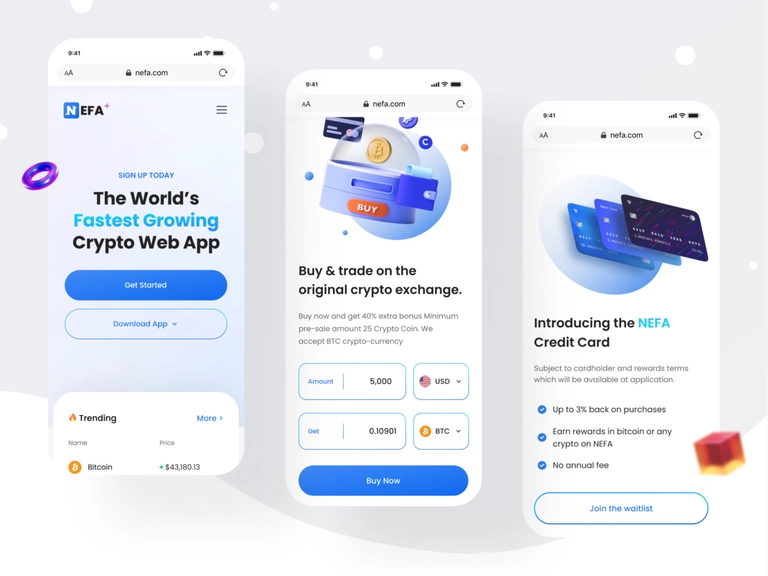 9:41
AA nefa.com
NEFA
SIGN UP TODAY
The World's
Fastest Growing
Crypto Web App
Get Started
Download App
Trending
More >
Name Price
Bitcoin +$43,180.13
9:41
AA nefa.com
BUY
Buy & trade on the
original crypto exchange.
Buy now and get 40% extra bonus Minimum
pre-sale amount 25 Crypto Coin. We
accept BTC crypto-currency
Amount 5,000 USD
Get 0.10901 BTC
Buy Now
9:41
AA nefa.com
Introducing the NEFA
Credit Card
Subject to cardholder and rewards terms
which will be available at application.
Up to 3% back on purchases
Earn rewards in bitcoin or any
crypto on NEFA
No annual fee
Join the waitlist